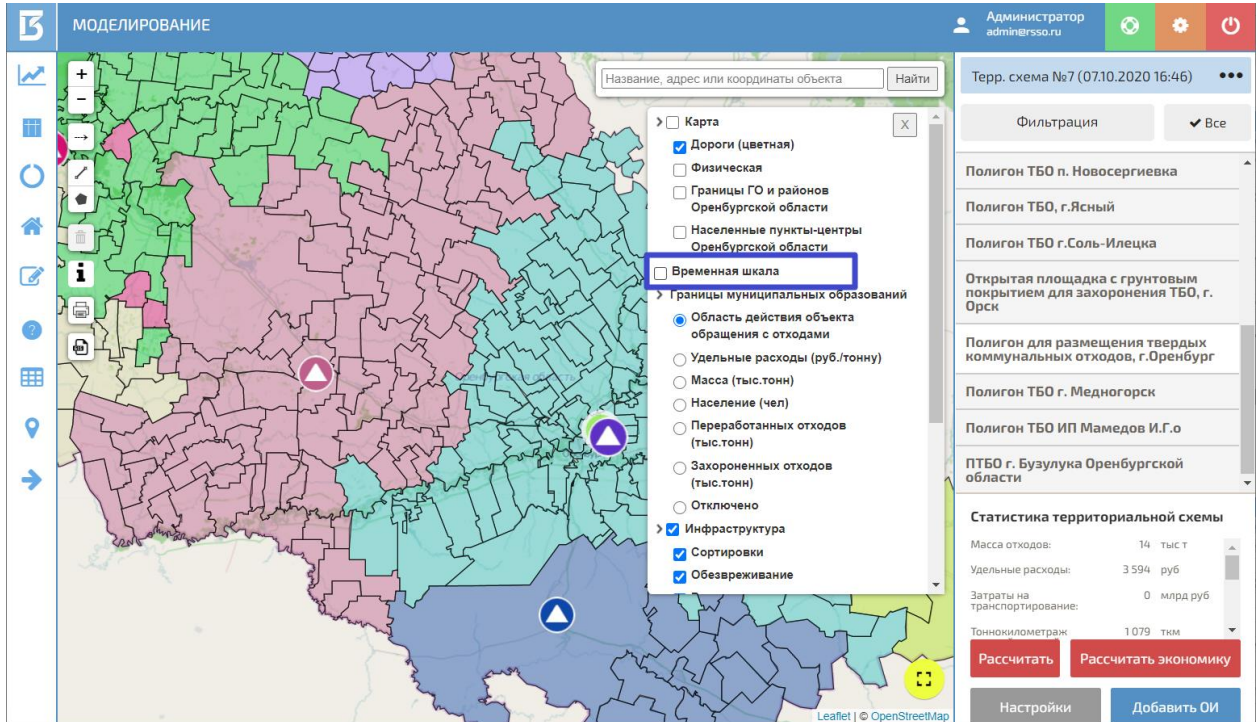 МОДЕЛИРОВАНИЕ
Администратор
admin@rsso.ru
Название, адрес или координаты объекта
Найти
Карта
X
Дороги (цветная)
Физическая
Границы ГО и районов
Оренбургской области
Населенные пункты-центры
Оренбургской области
Временная шкала
Границы муниципальных образований
Область действия объекта
обращения с отходами
Удельные расходы (руб./тонну)
Масса (тыс.тонн)
Население (чел)
Переработанных отходов
(тыс.тонн)
Захороненных отходов
(тыс.тонн)
Отключено
Инфраструктура
Сортировки
Обезвреживание
Leaflet | © OpenStreetMap
Терр. схема №7 (07.10.2020 16:46)
Фильтрация
Все
Полигон ТБО п. Новосергиевка
Полигон ТБО, г.Ясный
Полигон ТБО г.Соль-Илецка
Открытая площадка с грунтовым
покрытием для захоронения ТБО, г.
Орск
Полигон для размещения твердых
коммунальных отходов, г.Оренбург
Полигон ТБО г. Медногорск
Полигон ТБО ИП Мамедов И.Г.о
ПТБО г. Бузулука Оренбургской
области
Статистика территориальной схемы
Масса отходов: 14 тыс т
Удельные расходы: 3 594 руб
Затраты на
транспортирование: 0 млрд руб
Тоннокилометраж 1 079 ткм
Рассчитать
Рассчитать экономику
Настройки
Добавить ОИ